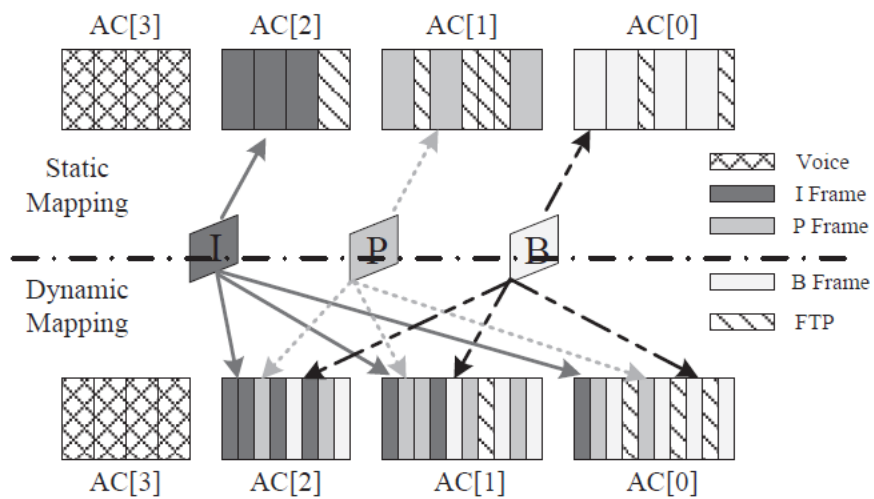 AC[3] AC[2] AC[1] AC[0]
Static
Mapping
Voice
I Frame
P Frame
I P B
Dynamic
Mapping
B Frame
FTP
AC[3] AC[2] AC[1] AC[0]